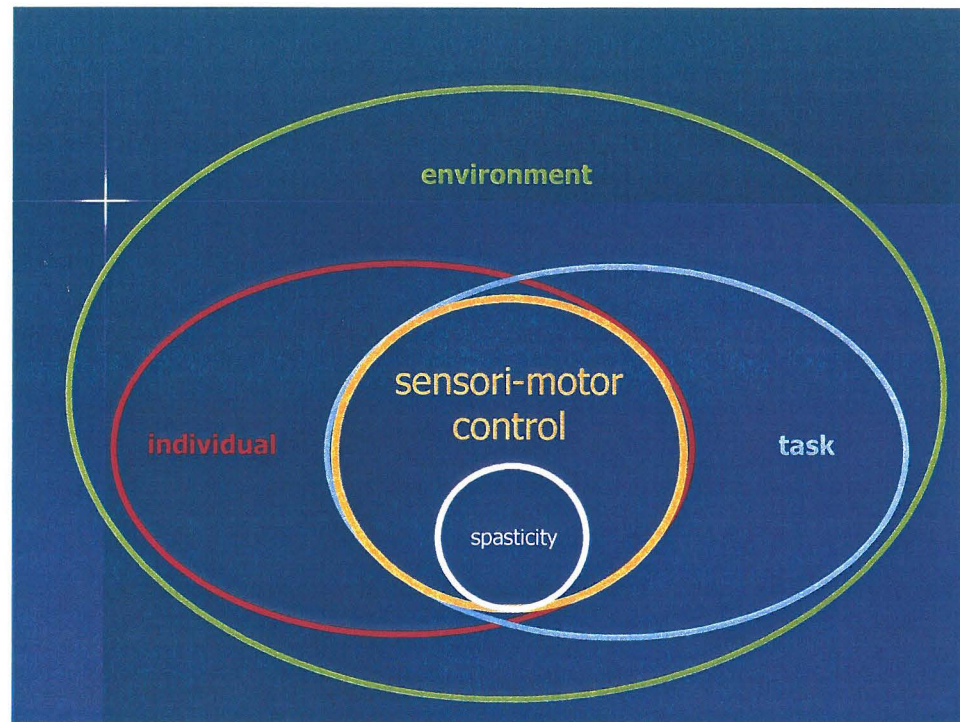 environment
sensori-motor
control
individual
task
spasticity